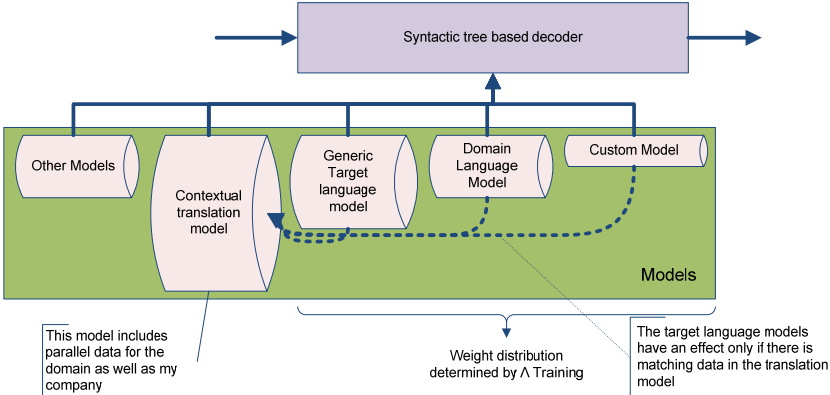 Syntactic tree based decoder
Other Models
Contextual
translation
model
Generic
Target
language
model
Domain
Language
Model
Custom Model
Models
This model includes
parallel data for the
domain as well as my
company
Weight distribution
determined by Λ Training
The target language models
have an effect only if there is
matching data in the translation
model